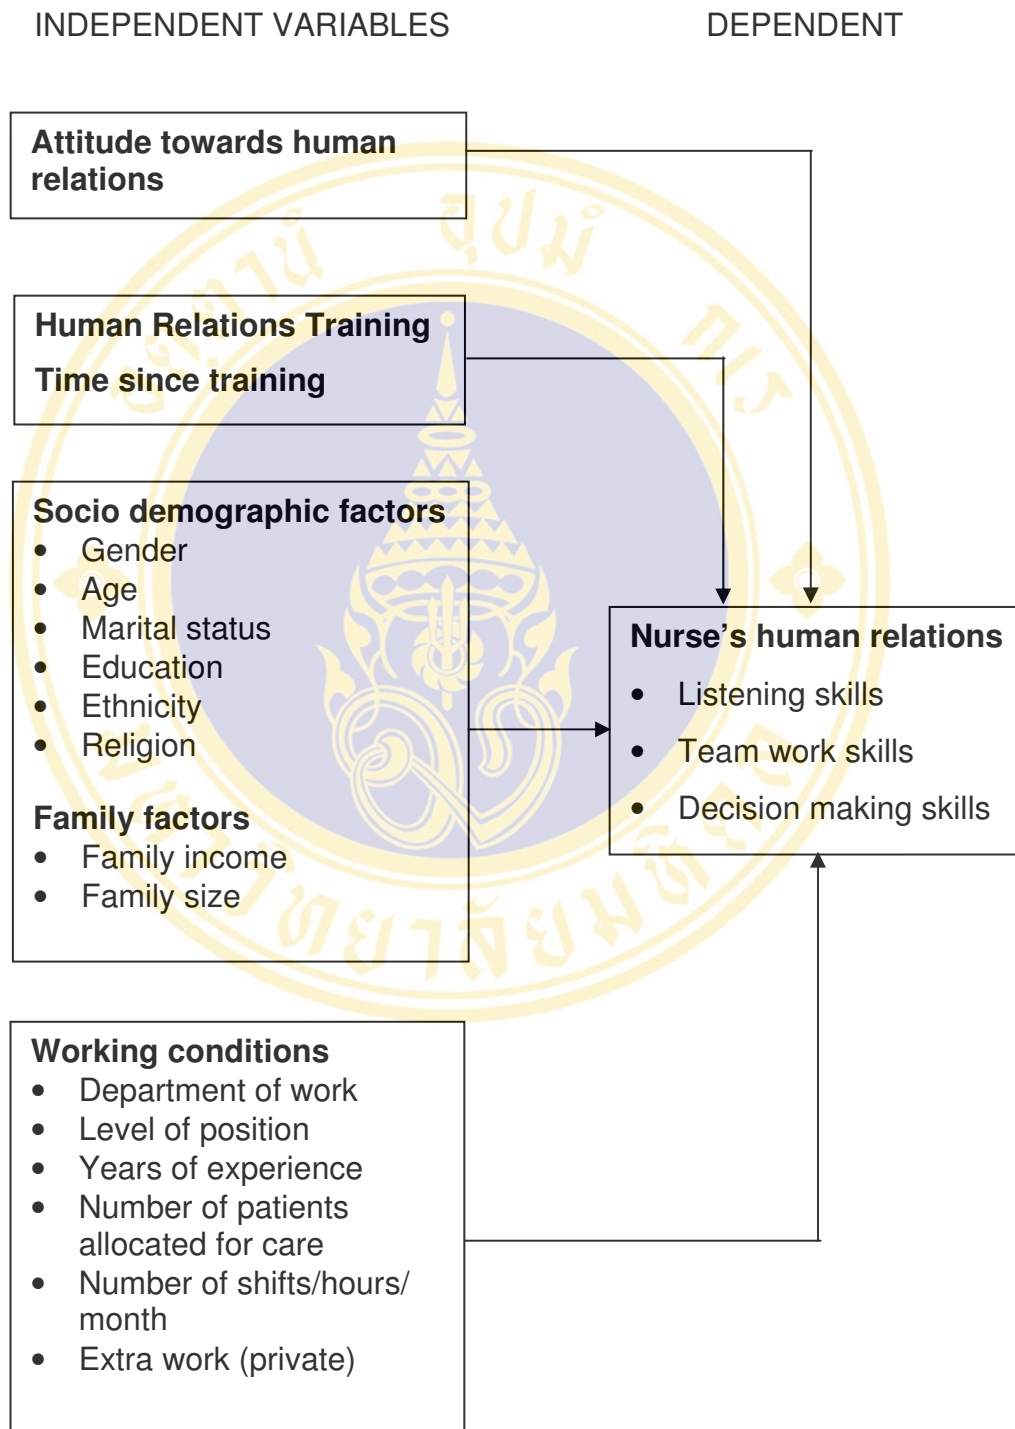 INDEPENDENT VARIABLES
DEPENDENT
Attitude towards human
relations
Human Relations Training
Time since training
Socio demographic factors
• Gender
• Age
• Marital status
• Education
• Ethnicity
• Religion
Family factors
• Family income
• Family size
Working conditions
• Department of work
• Level of position
• Years of experience
• Number of patients
allocated for care
• Number of shifts/hours/
month
• Extra work (private)
Nurse’s human relations
• Listening skills
• Team work skills
• Decision making skills